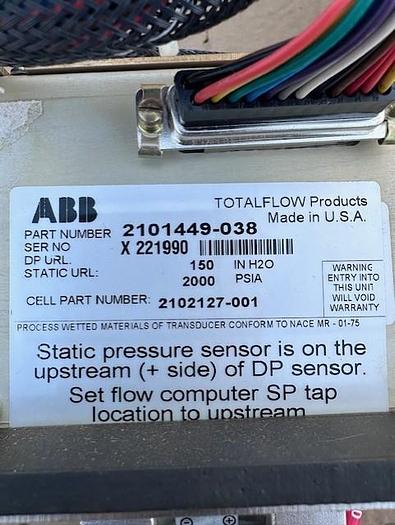 ABB
TOTALFLOW Products
Made in U.S.A.
PART NUMBER 2101449-038
SER NO X 221990
DP URL. 150 IN H2O
STATIC URL: 2000 PSIA
CELL PART NUMBER: 2102127-001
WARNING
ENTRY INTO
THIS UNIT
WILL VOID
WARRANTY
PROCESS WETTED MATERIALS OF TRANSDUCER CONFORM TO NACE MR - 01-75
Static pressure sensor is on the
upstream (+ side) of DP sensor.
Set flow computer SP tap
location to upstream